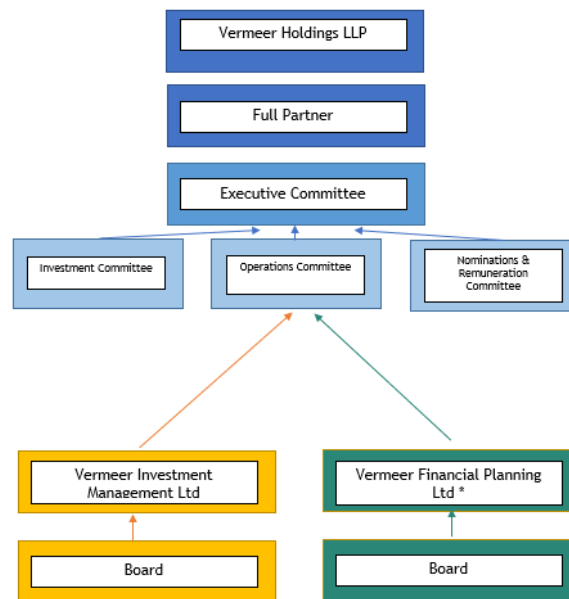 Vermeer Holdings LLP
Full Partner
Executive Committee
Investment Committee
Operations Committee
Nominations &
Remuneration
Committee
Vermeer Investment
Management Ltd
Vermeer Financial Planning
Ltd *
Board
Board